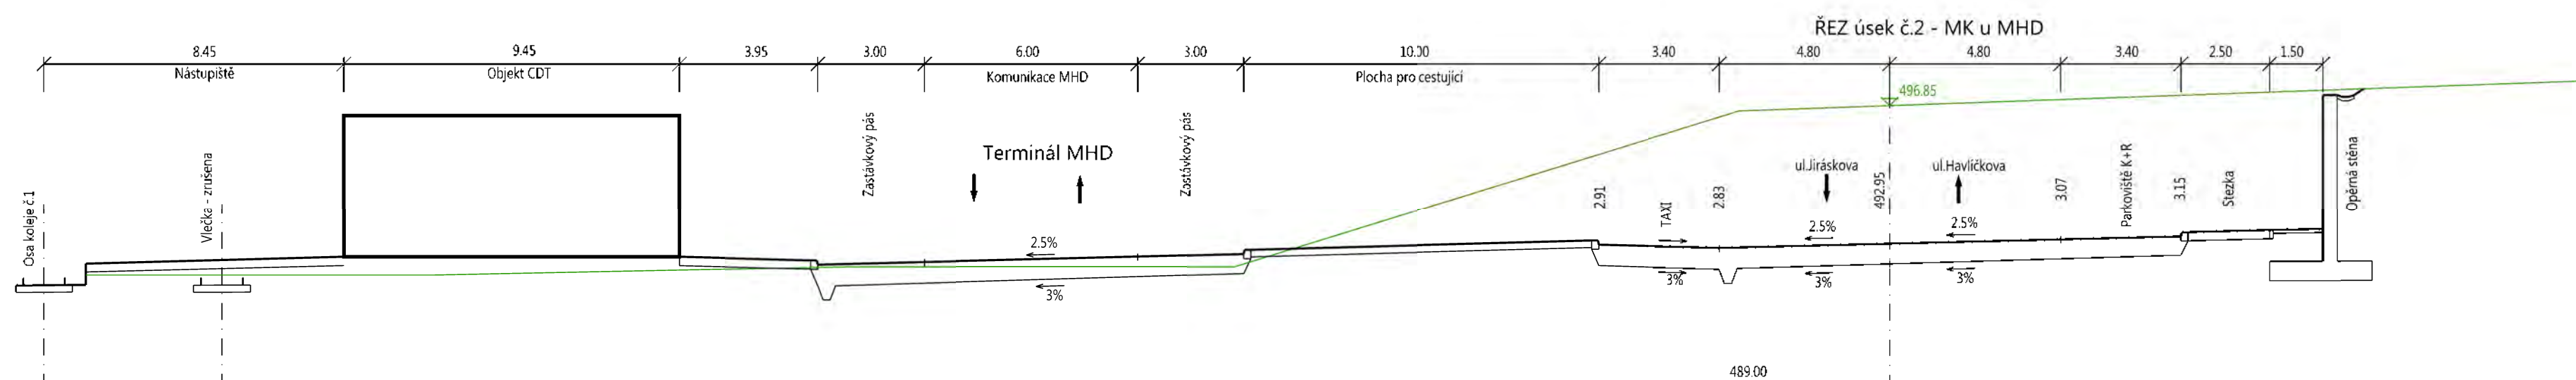 ŘEZ úsek č.2 - MK u MHD
8.45
9.45
3.95
3.00
6.00
3.00
10.00
3.40
4.80
4.80
3.40
2.50
1.50
Nástupiště
Objekt CDT
Komunikace MHD
Plocha pro cestující
496.85
Osa koleje č.1
Vlečka - zrušena
Zastávkový pás
Terminál MHD
Zastávkový pás
2.91
TAXI
2.83
ul.Jiráskova
492.95
ul.Havlíčkova
3.07
Parkoviště K+R
3.15
Stezka
Opěrná stěna
2.5%
2.5%
2.5%
3%
3%
3%
3%
489.00